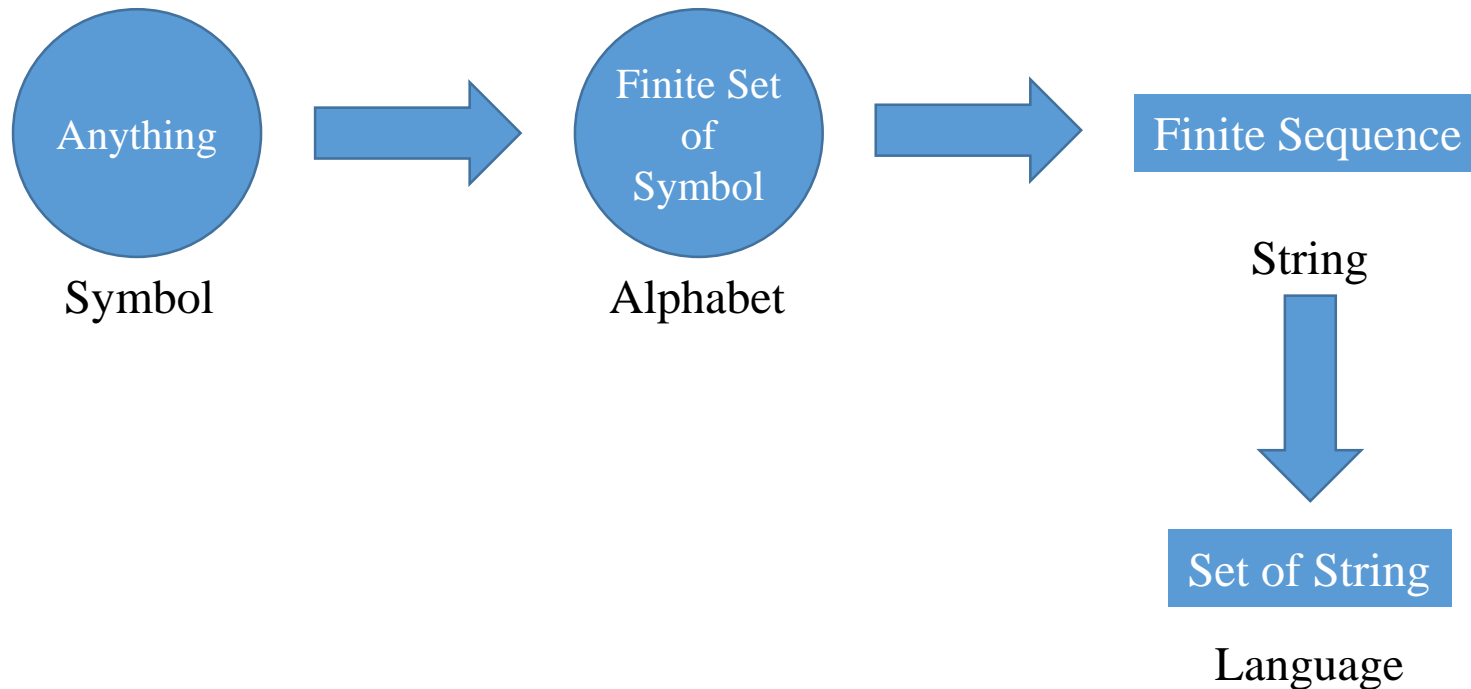 Anything
Symbol
Finite Set
of
Symbol
Alphabet
Finite Sequence
String
Set of String
Language